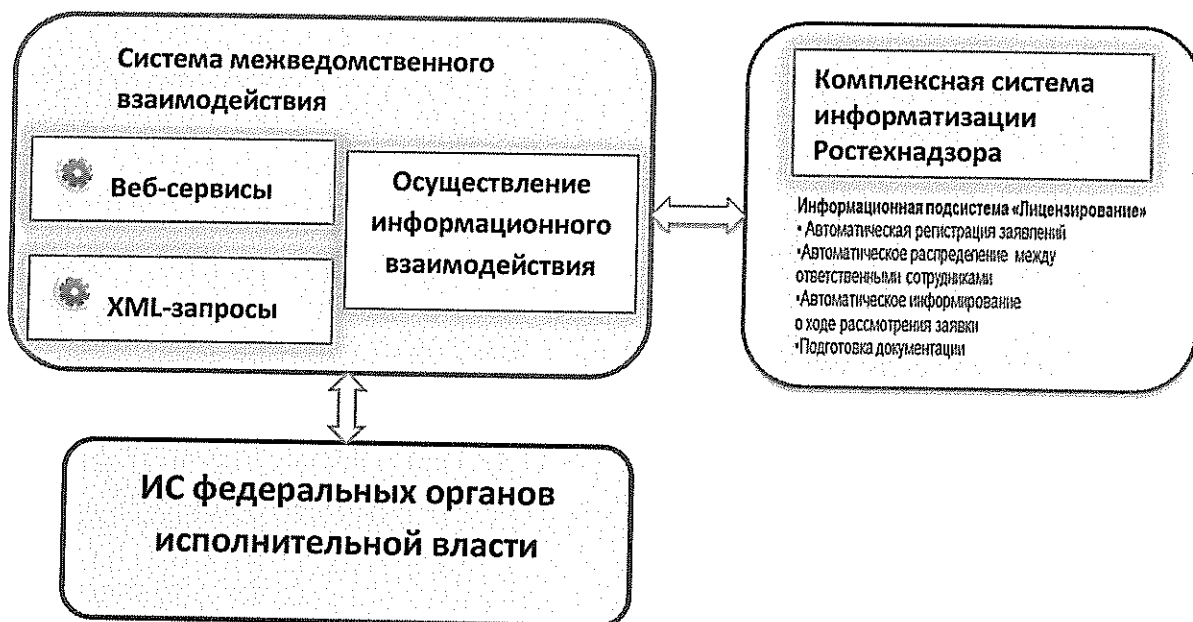 Система межведомственного
взаимодействия
Веб-сервисы
XML-запросы
Осуществление
информационного
взаимодействия
Комплексная система
информатизации
Ростехнадзора
Информационная подсистема «Лицензирование»
• Автоматическая регистрация заявлений
•Автоматическое распределение между
ответственными сотрудниками
•Автоматическое информирование
о ходе рассмотрения заявки
•Подготовка документации
ИС федеральных органов
исполнительной власти